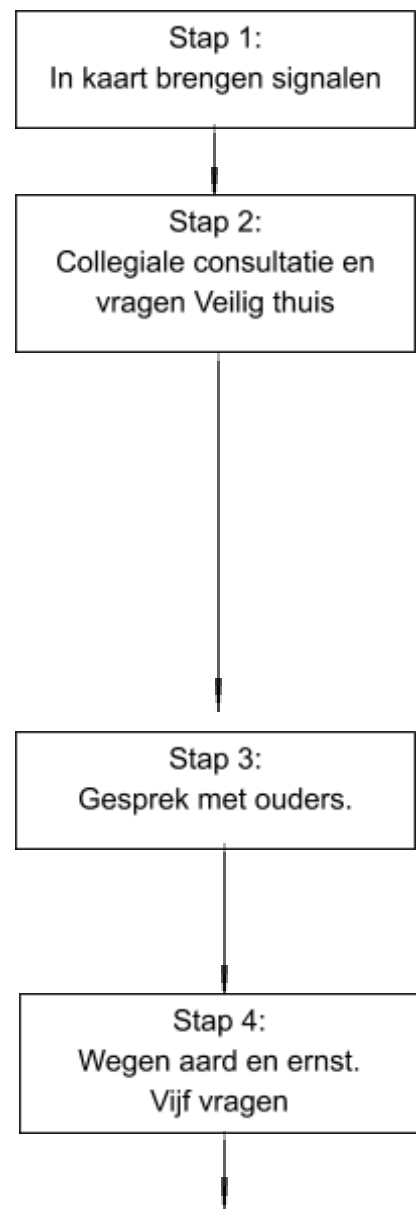 Stap 1:
In kaart brengen signalen
Stap 2:
Collegiale consultatie en
vragen Veilig thuis
Stap 3:
Gesprek met ouders.
Stap 4:
Wegen aard en ernst.
Vijf vragen